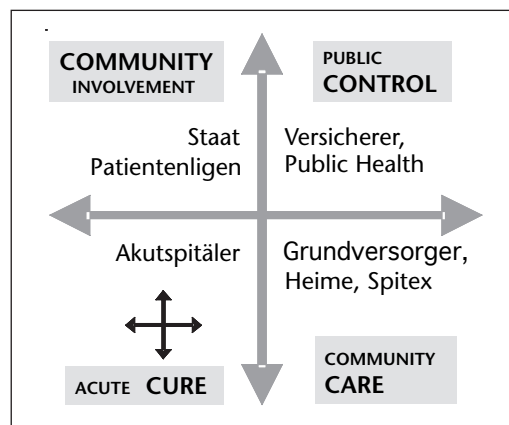 COMMUNITY
INVOLVEMENT
PUBLIC
CONTROL
Staat
Patientenligen
Versicherer,
Public Health
Akutspitäler
Grundversorger,
Heime, Spitex
ACUTE CURE
COMMUNITY
CARE